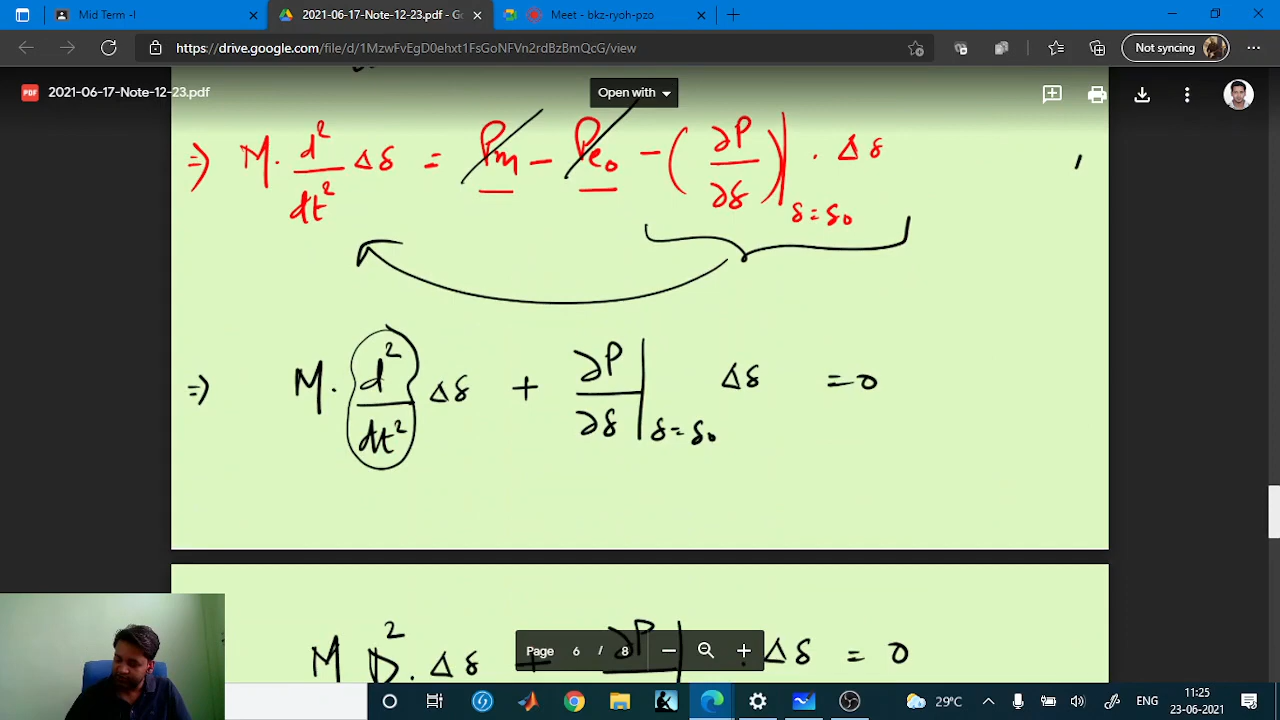 Mid Term -I
2021-06-17-Note-12-23.pdf - Go
Meet - bkz-ryoh-pzo
https://drive.google.com/file/d/1MzwFvEgD0ehxt1FsGoNFVn2rdBzBmQcG/view
Not syncing
PDF 2021-06-17-Note-12-23.pdf
Open with
⇒ M. d²/dt² Δδ = Pm - Pe₀ - (∂P/∂δ)|δ=δ₀ . Δδ
⇒ M. d²/dt² Δδ + ∂P/∂δ|δ=δ₀ Δδ = 0
M D². Δδ + ∂P . Δδ = 0
Page 6 / 8
29°C
ENG
11:25
23-06-2021